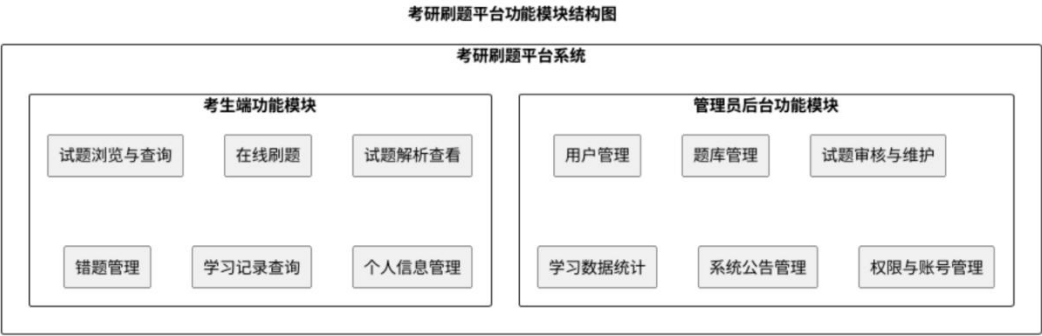 考研刷题平台功能模块结构图
考研刷题平台系统
考生端功能模块
试题浏览与查询
在线刷题
试题解析查看
错题管理
学习记录查询
个人信息管理
管理员后台功能模块
用户管理
题库管理
试题审核与维护
学习数据统计
系统公告管理
权限与账号管理